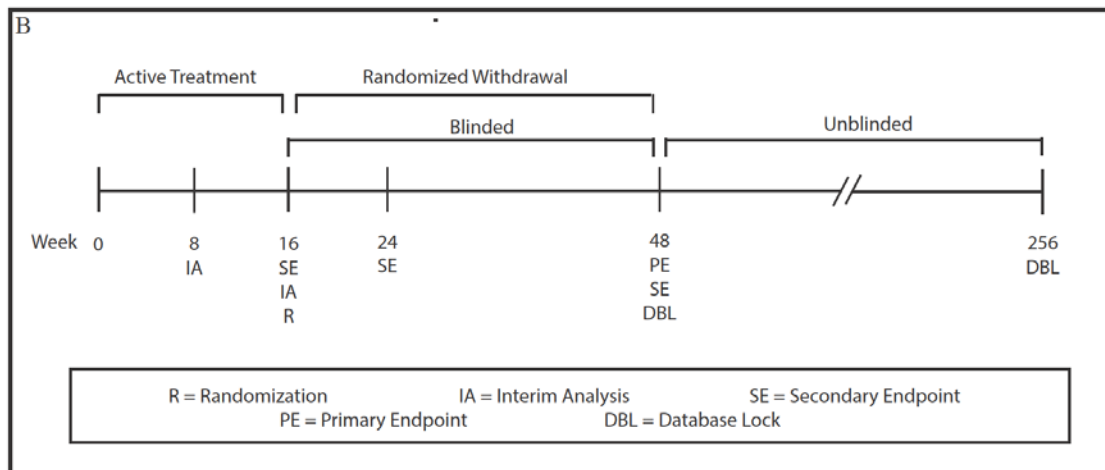 B
Active Treatment Randomized Withdrawal
Blinded Unblinded
Week 0 8 16 24 48 256
IA SE SE PE DBL
IA SE
R DBL
R = Randomization IA = Interim Analysis SE = Secondary Endpoint
PE = Primary Endpoint DBL = Database Lock